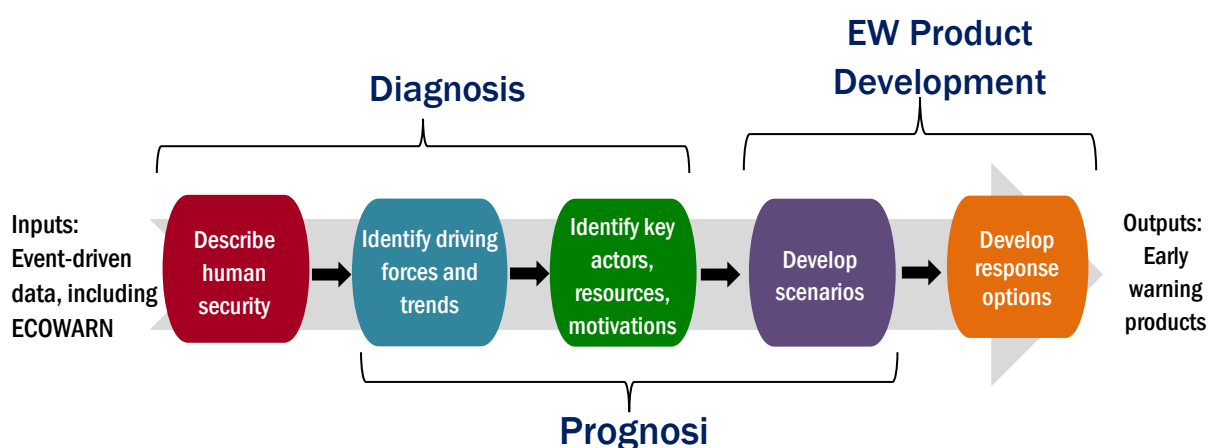 EW Product
Development
Diagnosis
Inputs:
Event-driven
data, including
ECOWARN
Describe
human
security
Identify driving
forces and
trends
Identify key
actors,
resources,
motivations
Develop
scenarios
Develop
response
options
Outputs:
Early
warning
products
Prognosi